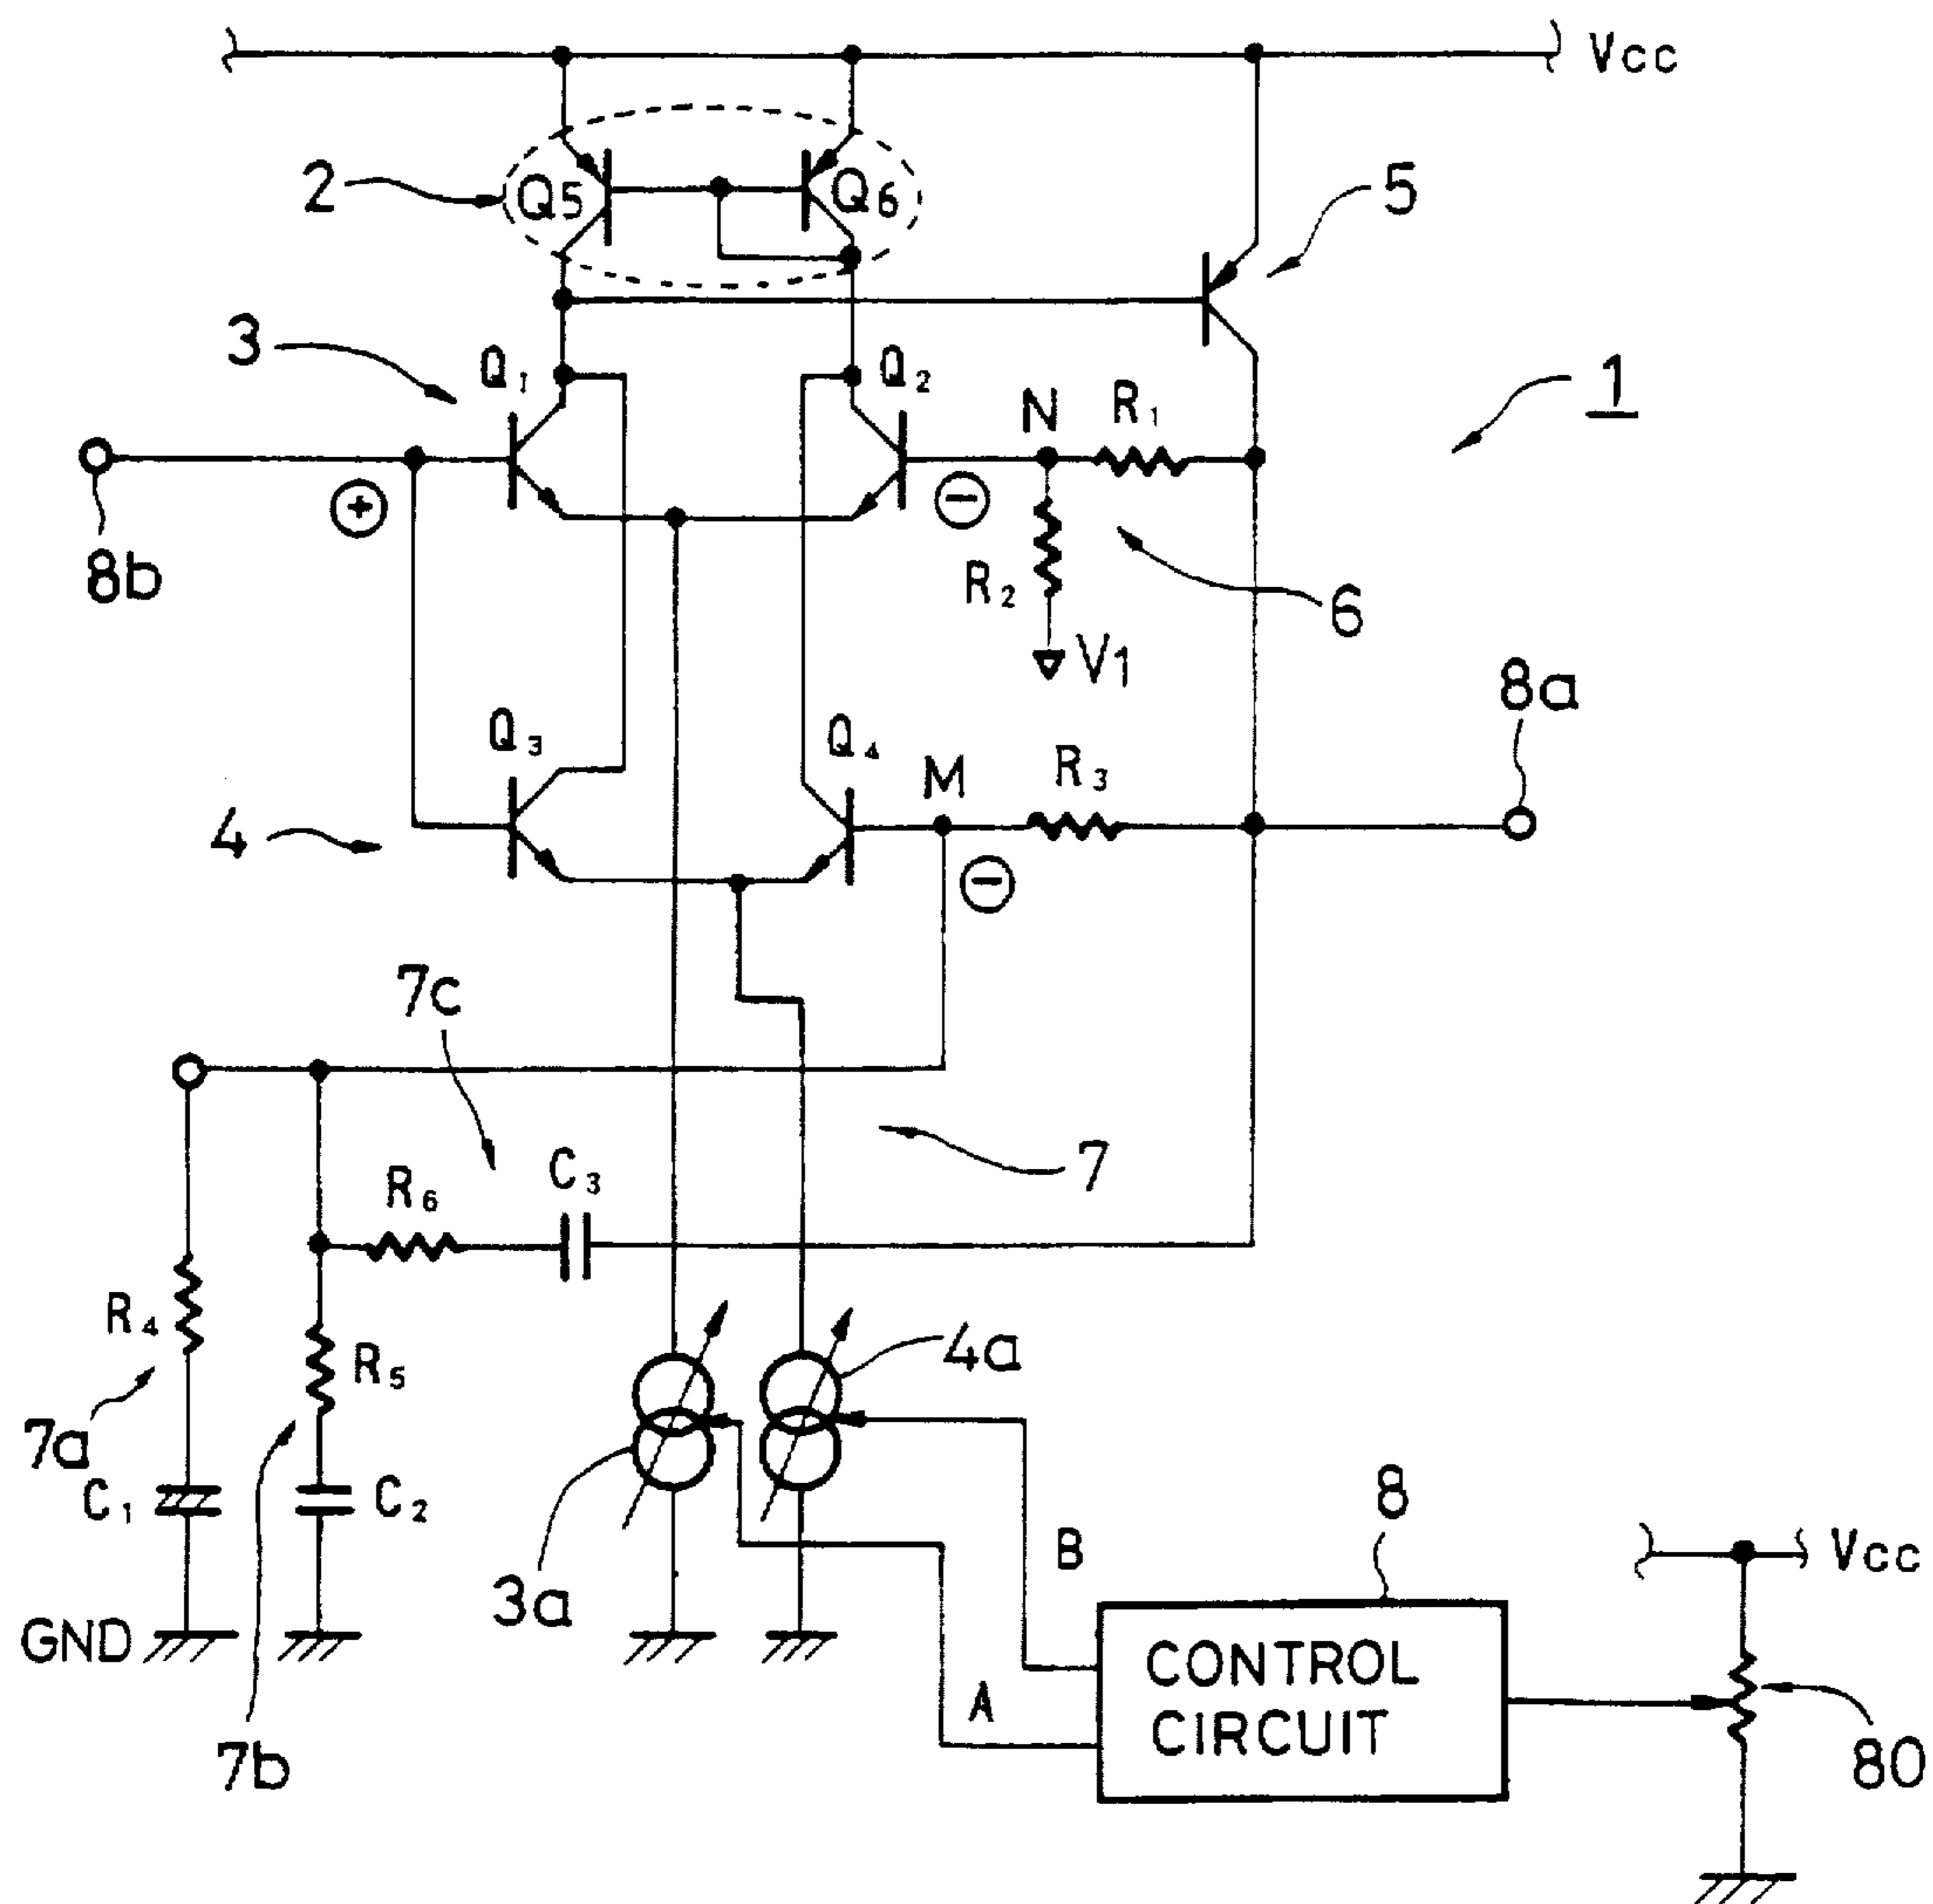 Vcc
2
Q5
Q6
5
3
Q1
Q2
N
R1
1
+
−
8b
R2
6
V1
8a
Q3
Q4
M
R3
4
−
7c
7
R6
C3
R4
R5
4a
7a
C1
C2
8
B
Vcc
3a
GND
CONTROL
CIRCUIT
A
7b
80